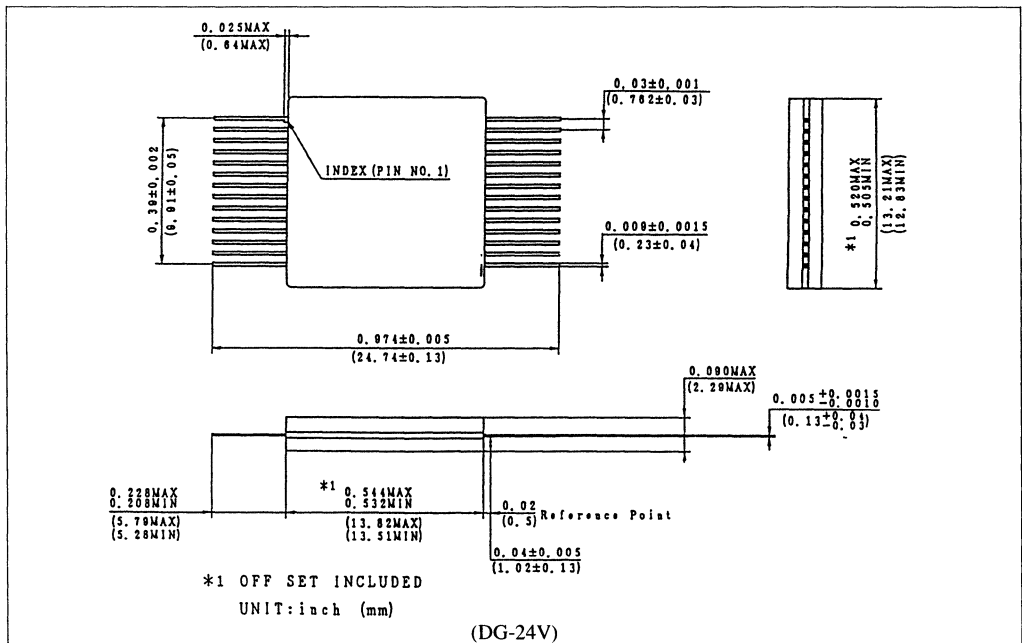 0.025MAX
(0.64MAX)
0.03±0.001
(0.762±0.03)
INDEX(PIN NO.1)
0.39±0.002
(9.91±0.05)
0.009±0.0015
(0.23±0.04)
*1 0.520MAX
0.505MIN
(13.21MAX)
(12.83MIN)
0.974±0.005
(24.74±0.13)
0.090MAX
(2.29MAX)
0.005 +0.0015
-0.0010
(0.13 +0.04
-0.03)
0.228MAX
0.208MIN
(5.79MAX)
(5.28MIN)
*1 0.544MAX
0.532MIN
(13.82MAX)
(13.51MIN)
0.02
(0.5) Reference Point
0.04±0.005
(1.02±0.13)
*1 OFF SET INCLUDED
UNIT:inch (mm)
(DG-24V)